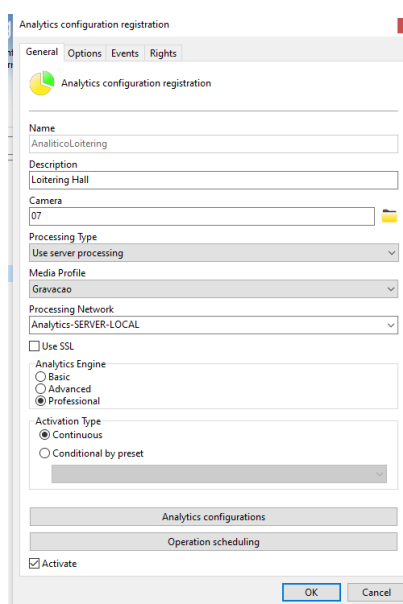 Analytics configuration registration
General Options Events Rights
Analytics configuration registration
Name
AnaliticoLoitering
Description
Loitering Hall
Camera
07
Processing Type
Use server processing
Media Profile
Gravacao
Processing Network
Analytics-SERVER-LOCAL
Use SSL
Analytics Engine
Basic
Advanced
Professional
Activation Type
Continuous
Conditional by preset
Analytics configurations
Operation scheduling
Activate
OK Cancel